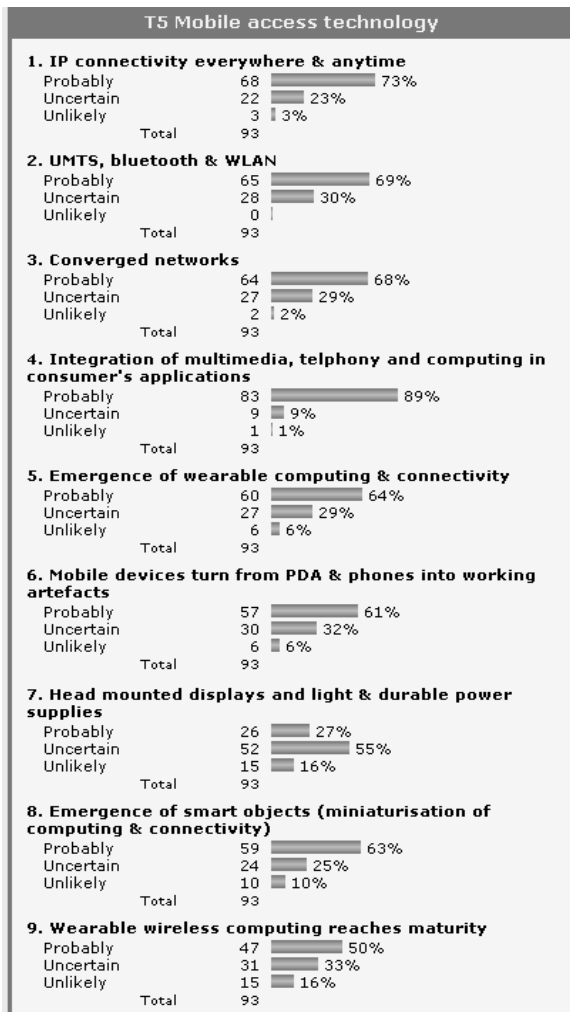 T5 Mobile access technology
1. IP connectivity everywhere & anytime
Probably 68 73%
Uncertain 22 23%
Unlikely 3 3%
Total 93
2. UMTS, bluetooth & WLAN
Probably 65 69%
Uncertain 28 30%
Unlikely 0
Total 93
3. Converged networks
Probably 64 68%
Uncertain 27 29%
Unlikely 2 2%
Total 93
4. Integration of multimedia, telphony and computing in
consumer's applications
Probably 83 89%
Uncertain 9 9%
Unlikely 1 1%
Total 93
5. Emergence of wearable computing & connectivity
Probably 60 64%
Uncertain 27 29%
Unlikely 6 6%
Total 93
6. Mobile devices turn from PDA & phones into working
artefacts
Probably 57 61%
Uncertain 30 32%
Unlikely 6 6%
Total 93
7. Head mounted displays and light & durable power
supplies
Probably 26 27%
Uncertain 52 55%
Unlikely 15 16%
Total 93
8. Emergence of smart objects (miniaturisation of
computing & connectivity)
Probably 59 63%
Uncertain 24 25%
Unlikely 10 10%
Total 93
9. Wearable wireless computing reaches maturity
Probably 47 50%
Uncertain 31 33%
Unlikely 15 16%
Total 93